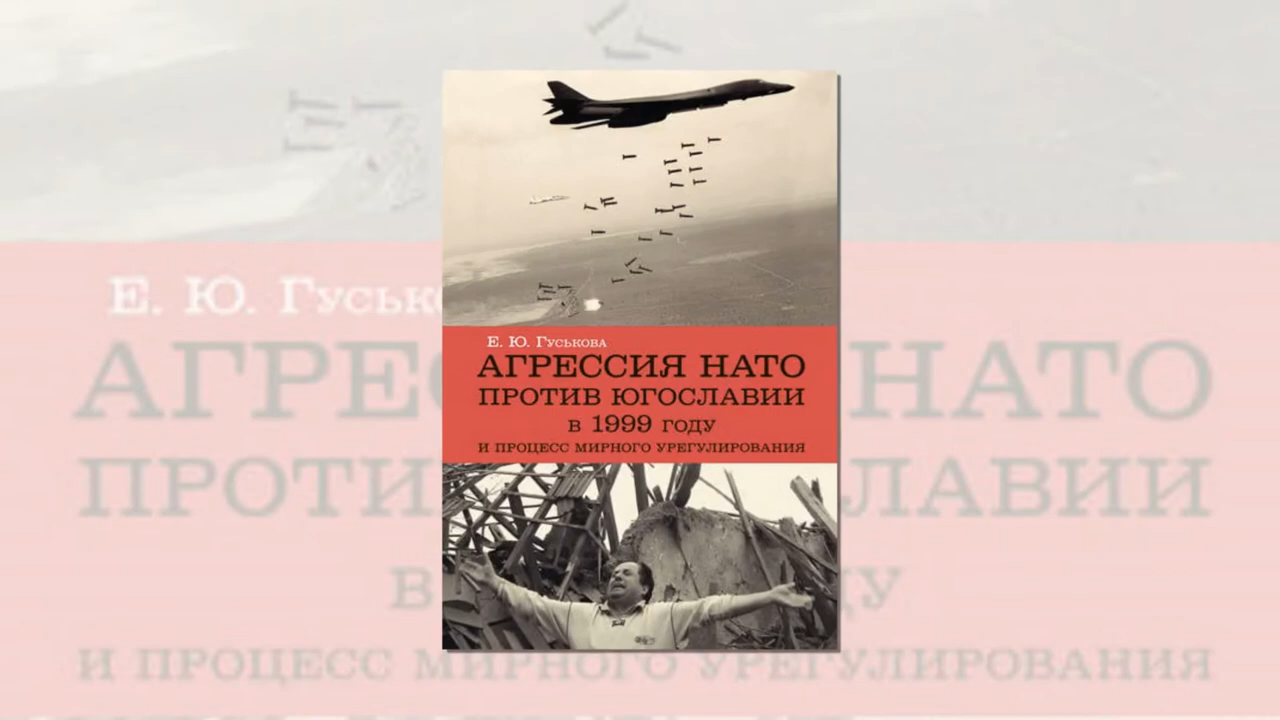 Е. Ю. Гуськова
АГРЕССИЯ НАТО
ПРОТИВ ЮГОСЛАВИИ
В 1999 ГОДУ
И ПРОЦЕСС МИРНОГО УРЕГУЛИРОВАНИЯ